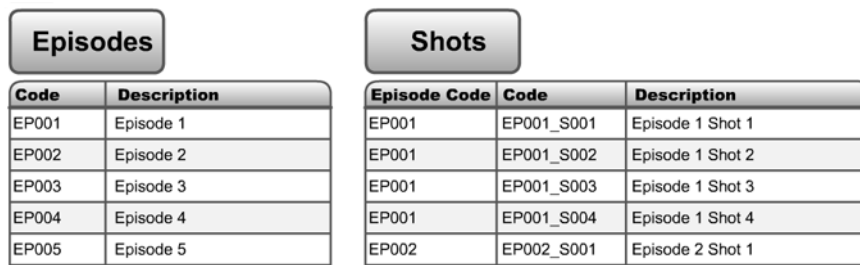 Episodes
Code Description
EP001 Episode 1
EP002 Episode 2
EP003 Episode 3
EP004 Episode 4
EP005 Episode 5
Shots
Episode Code Code Description
EP001 EP001_S001 Episode 1 Shot 1
EP001 EP001_S002 Episode 1 Shot 2
EP001 EP001_S003 Episode 1 Shot 3
EP001 EP001_S004 Episode 1 Shot 4
EP002 EP002_S001 Episode 2 Shot 1